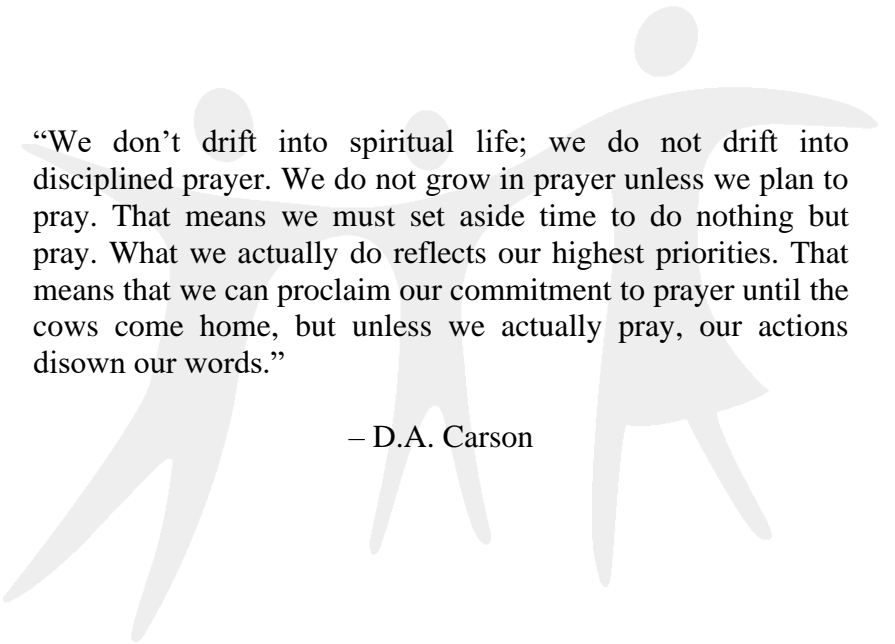 “We don’t drift into spiritual life; we do not drift into
disciplined prayer. We do not grow in prayer unless we plan to
pray. That means we must set aside time to do nothing but
pray. What we actually do reflects our highest priorities. That
means that we can proclaim our commitment to prayer until the
cows come home, but unless we actually pray, our actions
disown our words.”
– D.A. Carson